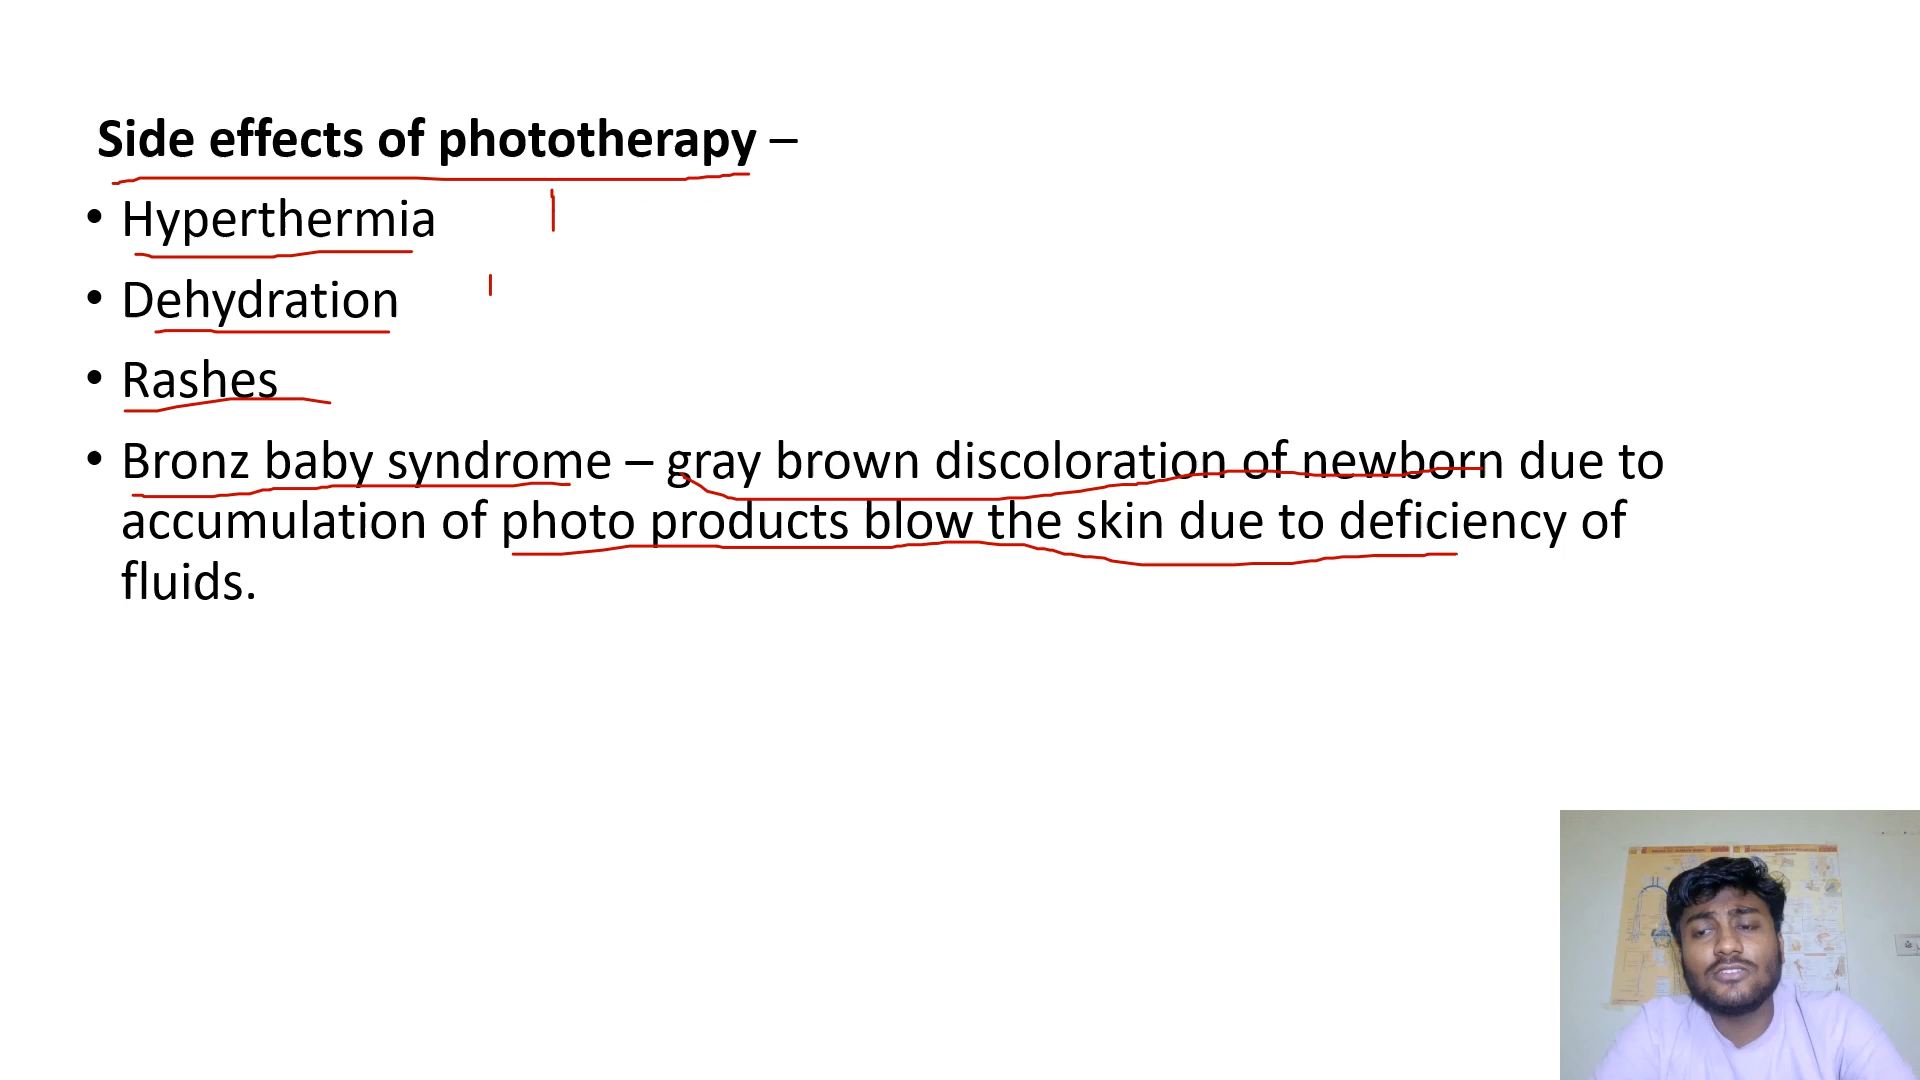 Side effects of phototherapy –
• Hyperthermia
• Dehydration
• Rashes
• Bronz baby syndrome – gray brown discoloration of newborn due to
accumulation of photo products blow the skin due to deficiency of
fluids.